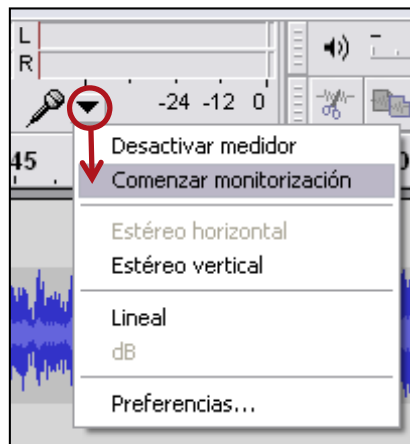 L
R
-24 -12 0
45
Desactivar medidor
Comenzar monitorización
Estéreo horizontal
Estéreo vertical
Lineal
dB
Preferencias...